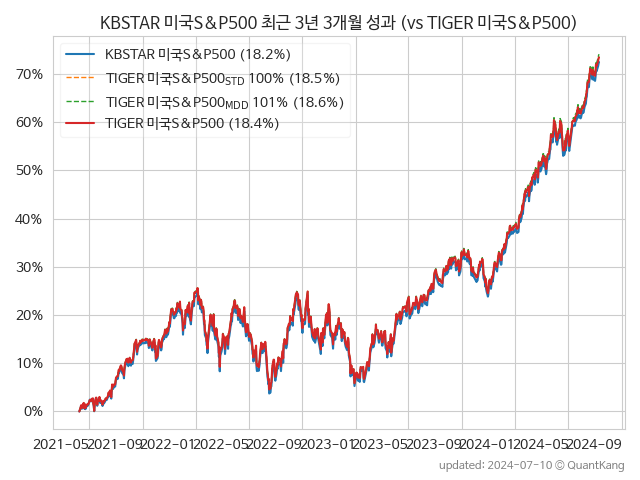 KBSTAR 미국S&P500 최근 3년 3개월 성과 (vs TIGER 미국S&P500)
KBSTAR 미국S&P500 (18.2%)
TIGER 미국S&P500STD 100% (18.5%)
TIGER 미국S&P500MDD 101% (18.6%)
TIGER 미국S&P500 (18.4%)
70%
60%
50%
40%
30%
20%
10%
0%
2021-05 2021-09 2022-01 2022-05 2022-09 2023-01 2023-05 2023-09 2024-01 2024-05 2024-09
updated: 2024-07-10 © QuantKang